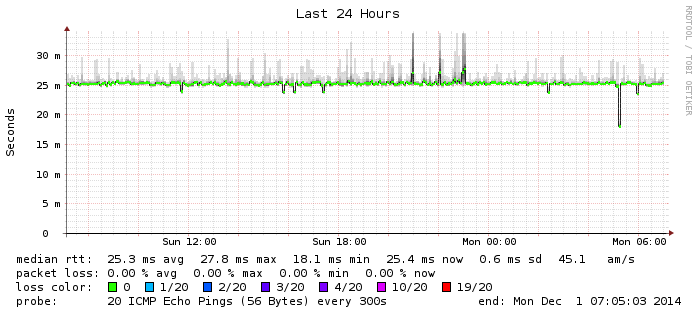 Last 24 Hours
RRDTOOL / TOBI OETIKER
Seconds
30 m
25 m
20 m
15 m
10 m
5 m
0
Sun 12:00 Sun 18:00 Mon 00:00 Mon 06:00
median rtt: 25.3 ms avg 27.8 ms max 18.1 ms min 25.4 ms now 0.6 ms sd 45.1 am/s
packet loss: 0.00 % avg 0.00 % max 0.00 % min 0.00 % now
loss color: 0 1/20 2/20 3/20 4/20 10/20 19/20
probe: 20 ICMP Echo Pings (56 Bytes) every 300s end: Mon Dec 1 07:05:03 2014